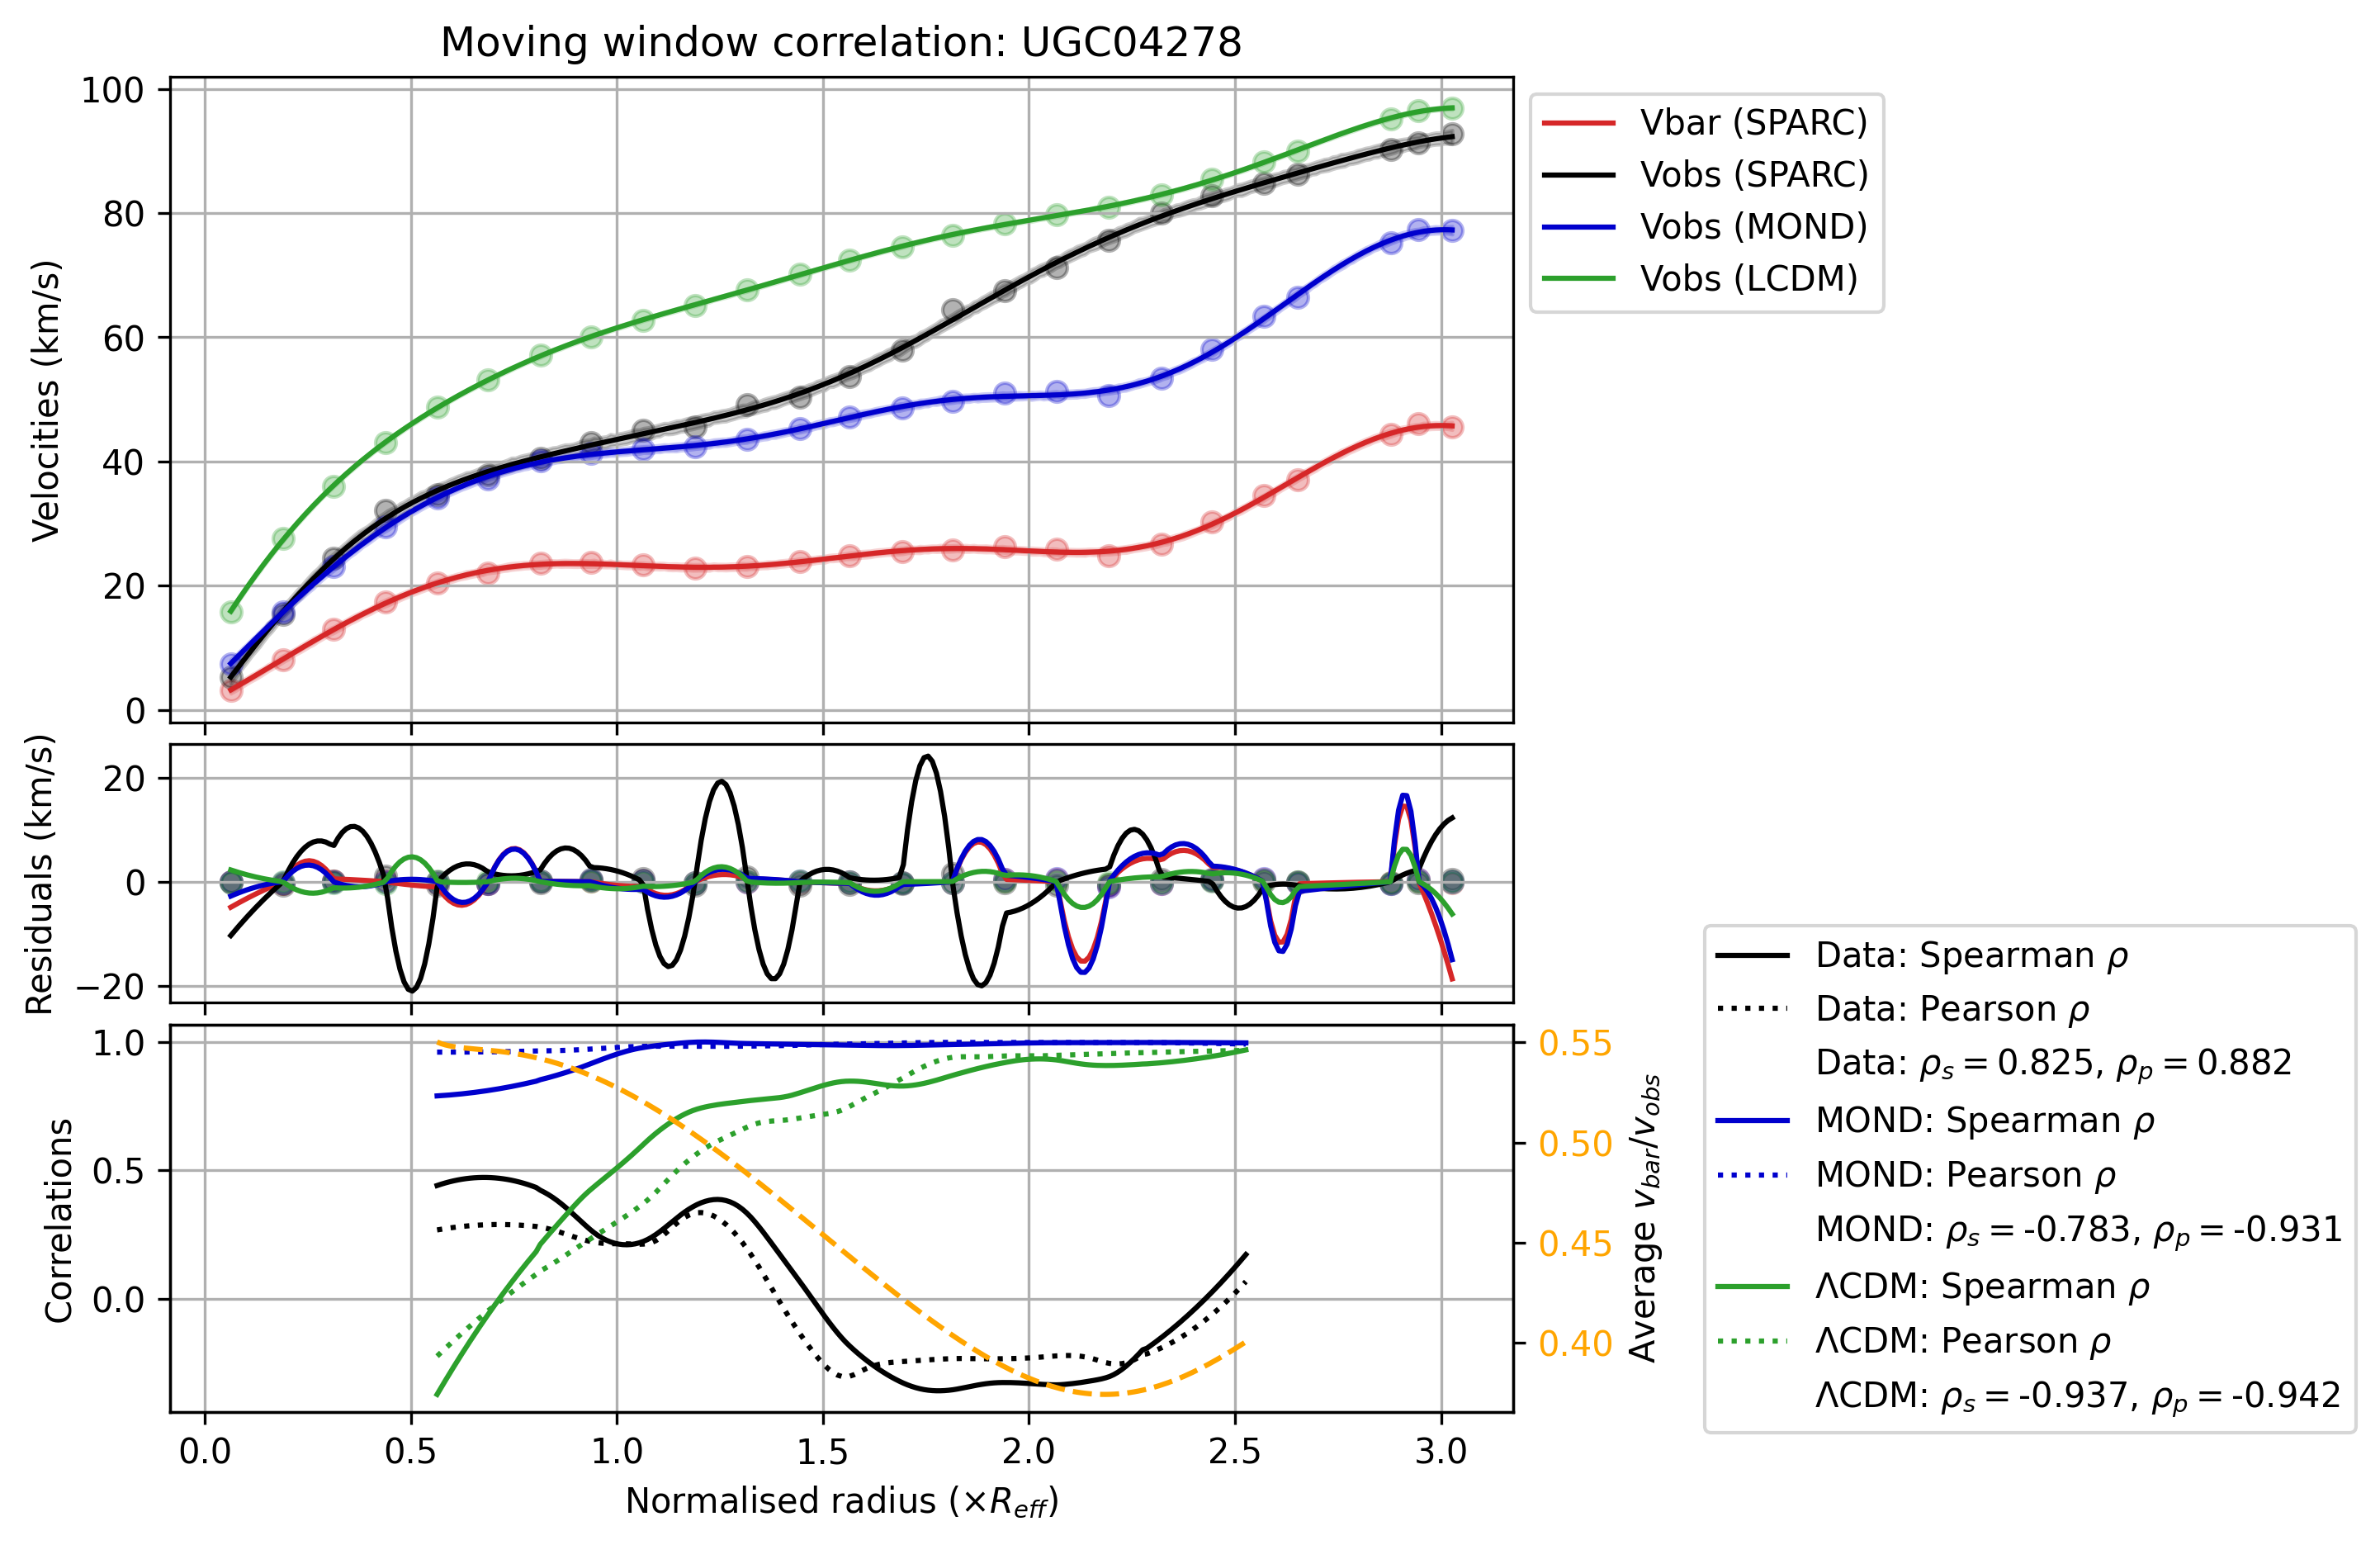 Moving window correlation: UGC04278
100
80
60
40
20
0
Velocities (km/s)
Vbar (SPARC)
Vobs (SPARC)
Vobs (MOND)
Vobs (LCDM)
20
0
−20
Residuals (km/s)
1.0
0.5
0.0
Correlations
0.55
0.50
0.45
0.40
Average v_bar/v_obs
Data: Spearman ρ
Data: Pearson ρ
Data: ρ_s = 0.825, ρ_p = 0.882
MOND: Spearman ρ
MOND: Pearson ρ
MOND: ρ_s = -0.783, ρ_p = -0.931
ΛCDM: Spearman ρ
ΛCDM: Pearson ρ
ΛCDM: ρ_s = -0.937, ρ_p = -0.942
0.0 0.5 1.0 1.5 2.0 2.5 3.0
Normalised radius (×R_eff)